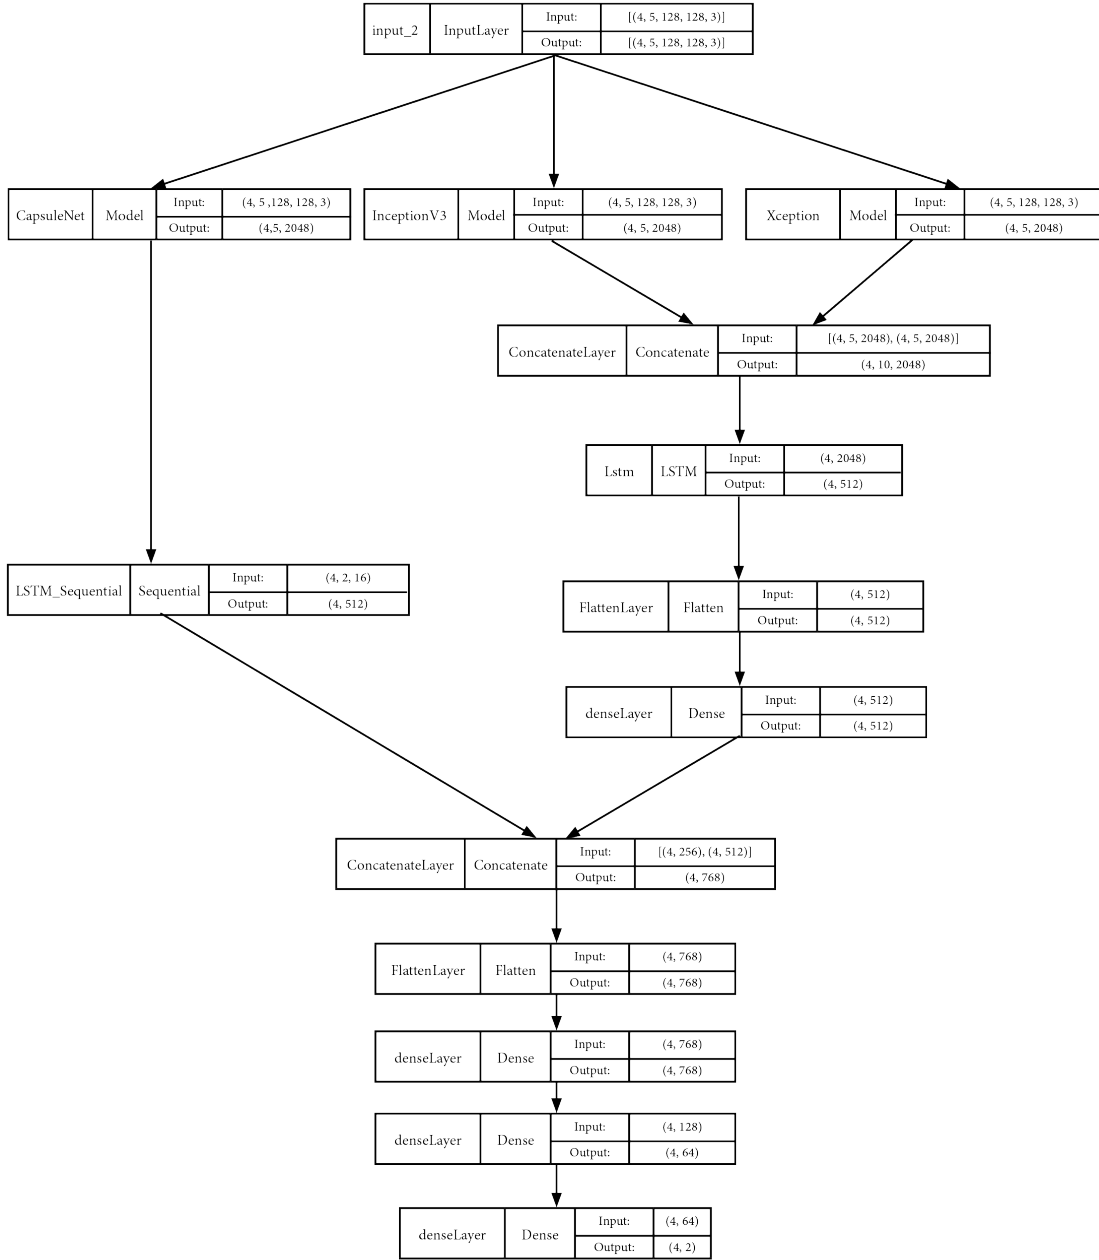 input_2 InputLayer Input: [(4, 5, 128, 128, 3)]
Output: [(4, 5, 128, 128, 3)]
CapsuleNet Model Input: (4, 5 ,128, 128, 3)
Output: (4,5, 2048)
InceptionV3 Model Input: (4, 5, 128, 128, 3)
Output: (4, 5, 2048)
Xception Model Input: (4, 5, 128, 128, 3)
Output: (4, 5, 2048)
ConcatenateLayer Concatenate Input: [(4, 5, 2048), (4, 5, 2048)]
Output: (4, 10, 2048)
Lstm LSTM Input: (4, 2048)
Output: (4, 512)
LSTM_Sequential Sequential Input: (4, 2, 16)
Output: (4, 512)
FlattenLayer Flatten Input: (4, 512)
Output: (4, 512)
denseLayer Dense Input: (4, 512)
Output: (4, 512)
ConcatenateLayer Concatenate Input: [(4, 256), (4, 512)]
Output: (4, 768)
FlattenLayer Flatten Input: (4, 768)
Output: (4, 768)
denseLayer Dense Input: (4, 768)
Output: (4, 768)
denseLayer Dense Input: (4, 128)
Output: (4, 64)
denseLayer Dense Input: (4, 64)
Output: (4, 2)